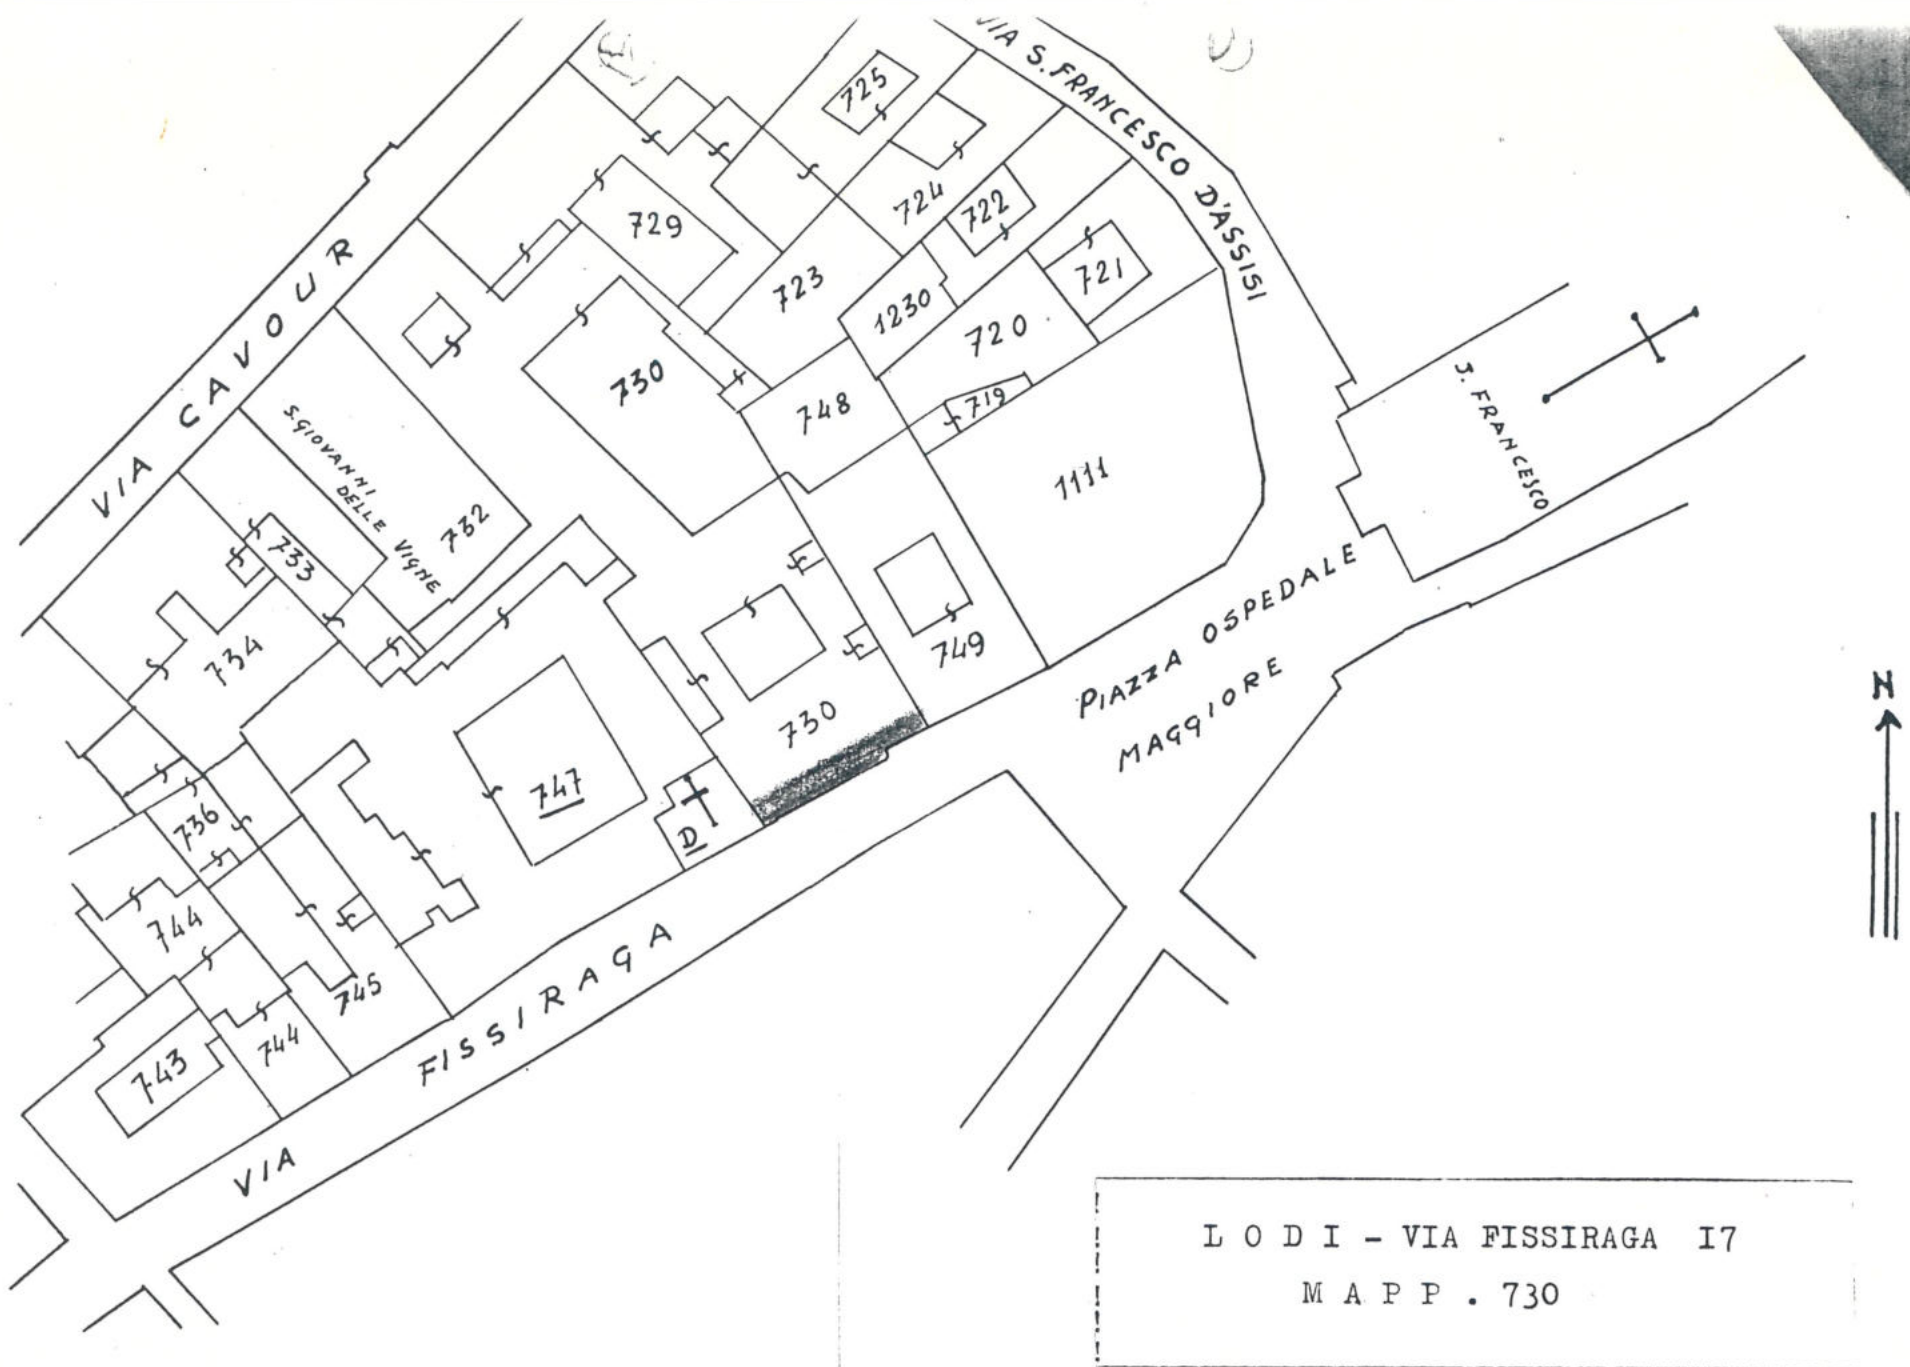 VIA S. FRANCESCO D'ASSISI
725
724
722
729
721
723
1230
720
VIA CAVOUR
730
748
719
S. FRANCESCO
S. GIOVANNI
DELLE VIGNE
732
1111
733
734
749
PIAZZA OSPEDALE
MAGGIORE
N
730
747
D
736
744
745
744
743
VIA FISSIRAGA
L O D I - VIA FISSIRAGA I7
M A P P . 730